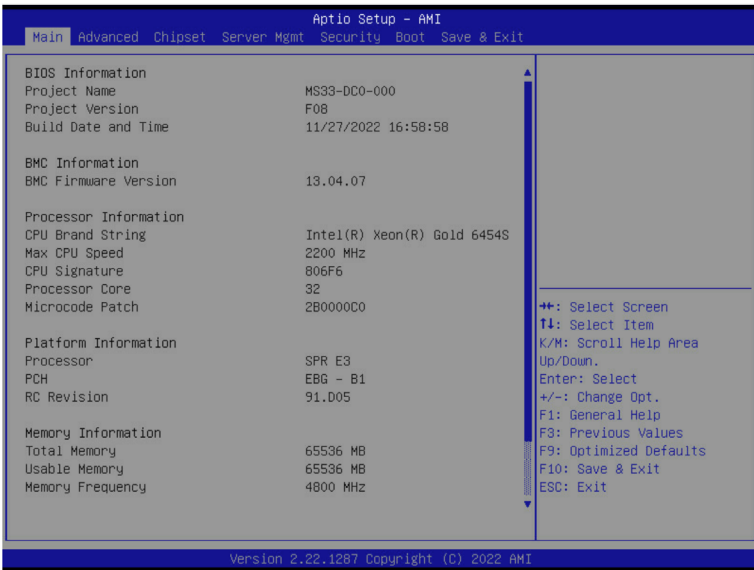 Aptio Setup – AMI
Main Advanced Chipset Server Mgmt Security Boot Save & Exit
BIOS Information
Project Name MS33-DC0-000
Project Version F08
Build Date and Time 11/27/2022 16:58:58
BMC Information
BMC Firmware Version 13.04.07
Processor Information
CPU Brand String Intel(R) Xeon(R) Gold 6454S
Max CPU Speed 2200 MHz
CPU Signature 806F6
Processor Core 32
Microcode Patch 2B0000C0
Platform Information
Processor SPR E3
PCH EBG - B1
RC Revision 91.D05
Memory Information
Total Memory 65536 MB
Usable Memory 65536 MB
Memory Frequency 4800 MHz
→←: Select Screen
↑↓: Select Item
K/M: Scroll Help Area
Up/Down.
Enter: Select
+/-: Change Opt.
F1: General Help
F3: Previous Values
F9: Optimized Defaults
F10: Save & Exit
ESC: Exit
Version 2.22.1287 Copyright (C) 2022 AMI